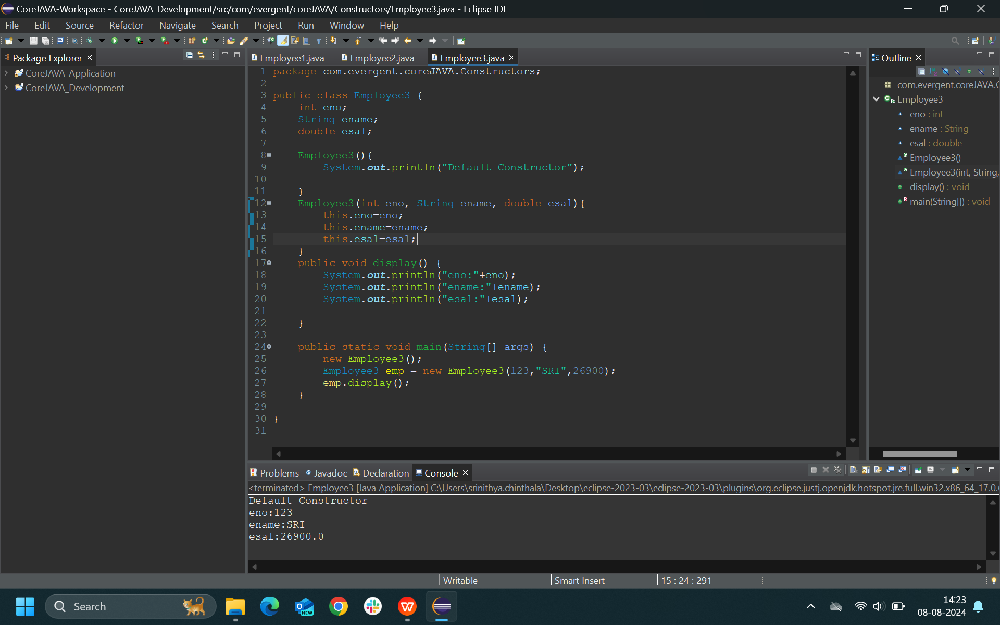 CoreJAVA-Workspace - CoreJAVA_Development/src/com/evergent/coreJAVA/Constructors/Employee3.java - Eclipse IDE
File Edit Source Refactor Navigate Search Project Run Window Help
Package Explorer
CoreJAVA_Application
CoreJAVA_Development
Employee1.java Employee2.java Employee3.java
1 package com.evergent.coreJAVA.Constructors;
2
3 public class Employee3 {
4 int eno;
5 String ename;
6 double esal;
7
8 Employee3(){
9 System.out.println("Default Constructor");
10
11 }
12 Employee3(int eno, String ename, double esal){
13 this.eno=eno;
14 this.ename=ename;
15 this.esal=esal;
16 }
17 public void display() {
18 System.out.println("eno:"+eno);
19 System.out.println("ename:"+ename);
20 System.out.println("esal:"+esal);
21
22 }
23
24 public static void main(String[] args) {
25 new Employee3();
26 Employee3 emp = new Employee3(123,"SRI",26900);
27 emp.display();
28 }
29
30 }
31
Outline
com.evergent.coreJAVA.C
Employee3
eno : int
ename : String
esal : double
Employee3()
Employee3(int, String,
display() : void
main(String[]) : void
Problems Javadoc Declaration Console
<terminated> Employee3 [Java Application] C:\Users\srinithya.chinthala\Desktop\eclipse-2023-03\eclipse-2023-03\plugins\org.eclipse.justj.openjdk.hotspot.jre.full.win32.x86_64_17.0.
Default Constructor
eno:123
ename:SRI
esal:26900.0
Writable Smart Insert 15 : 24 : 291
Search
NEW
14:23
08-08-2024